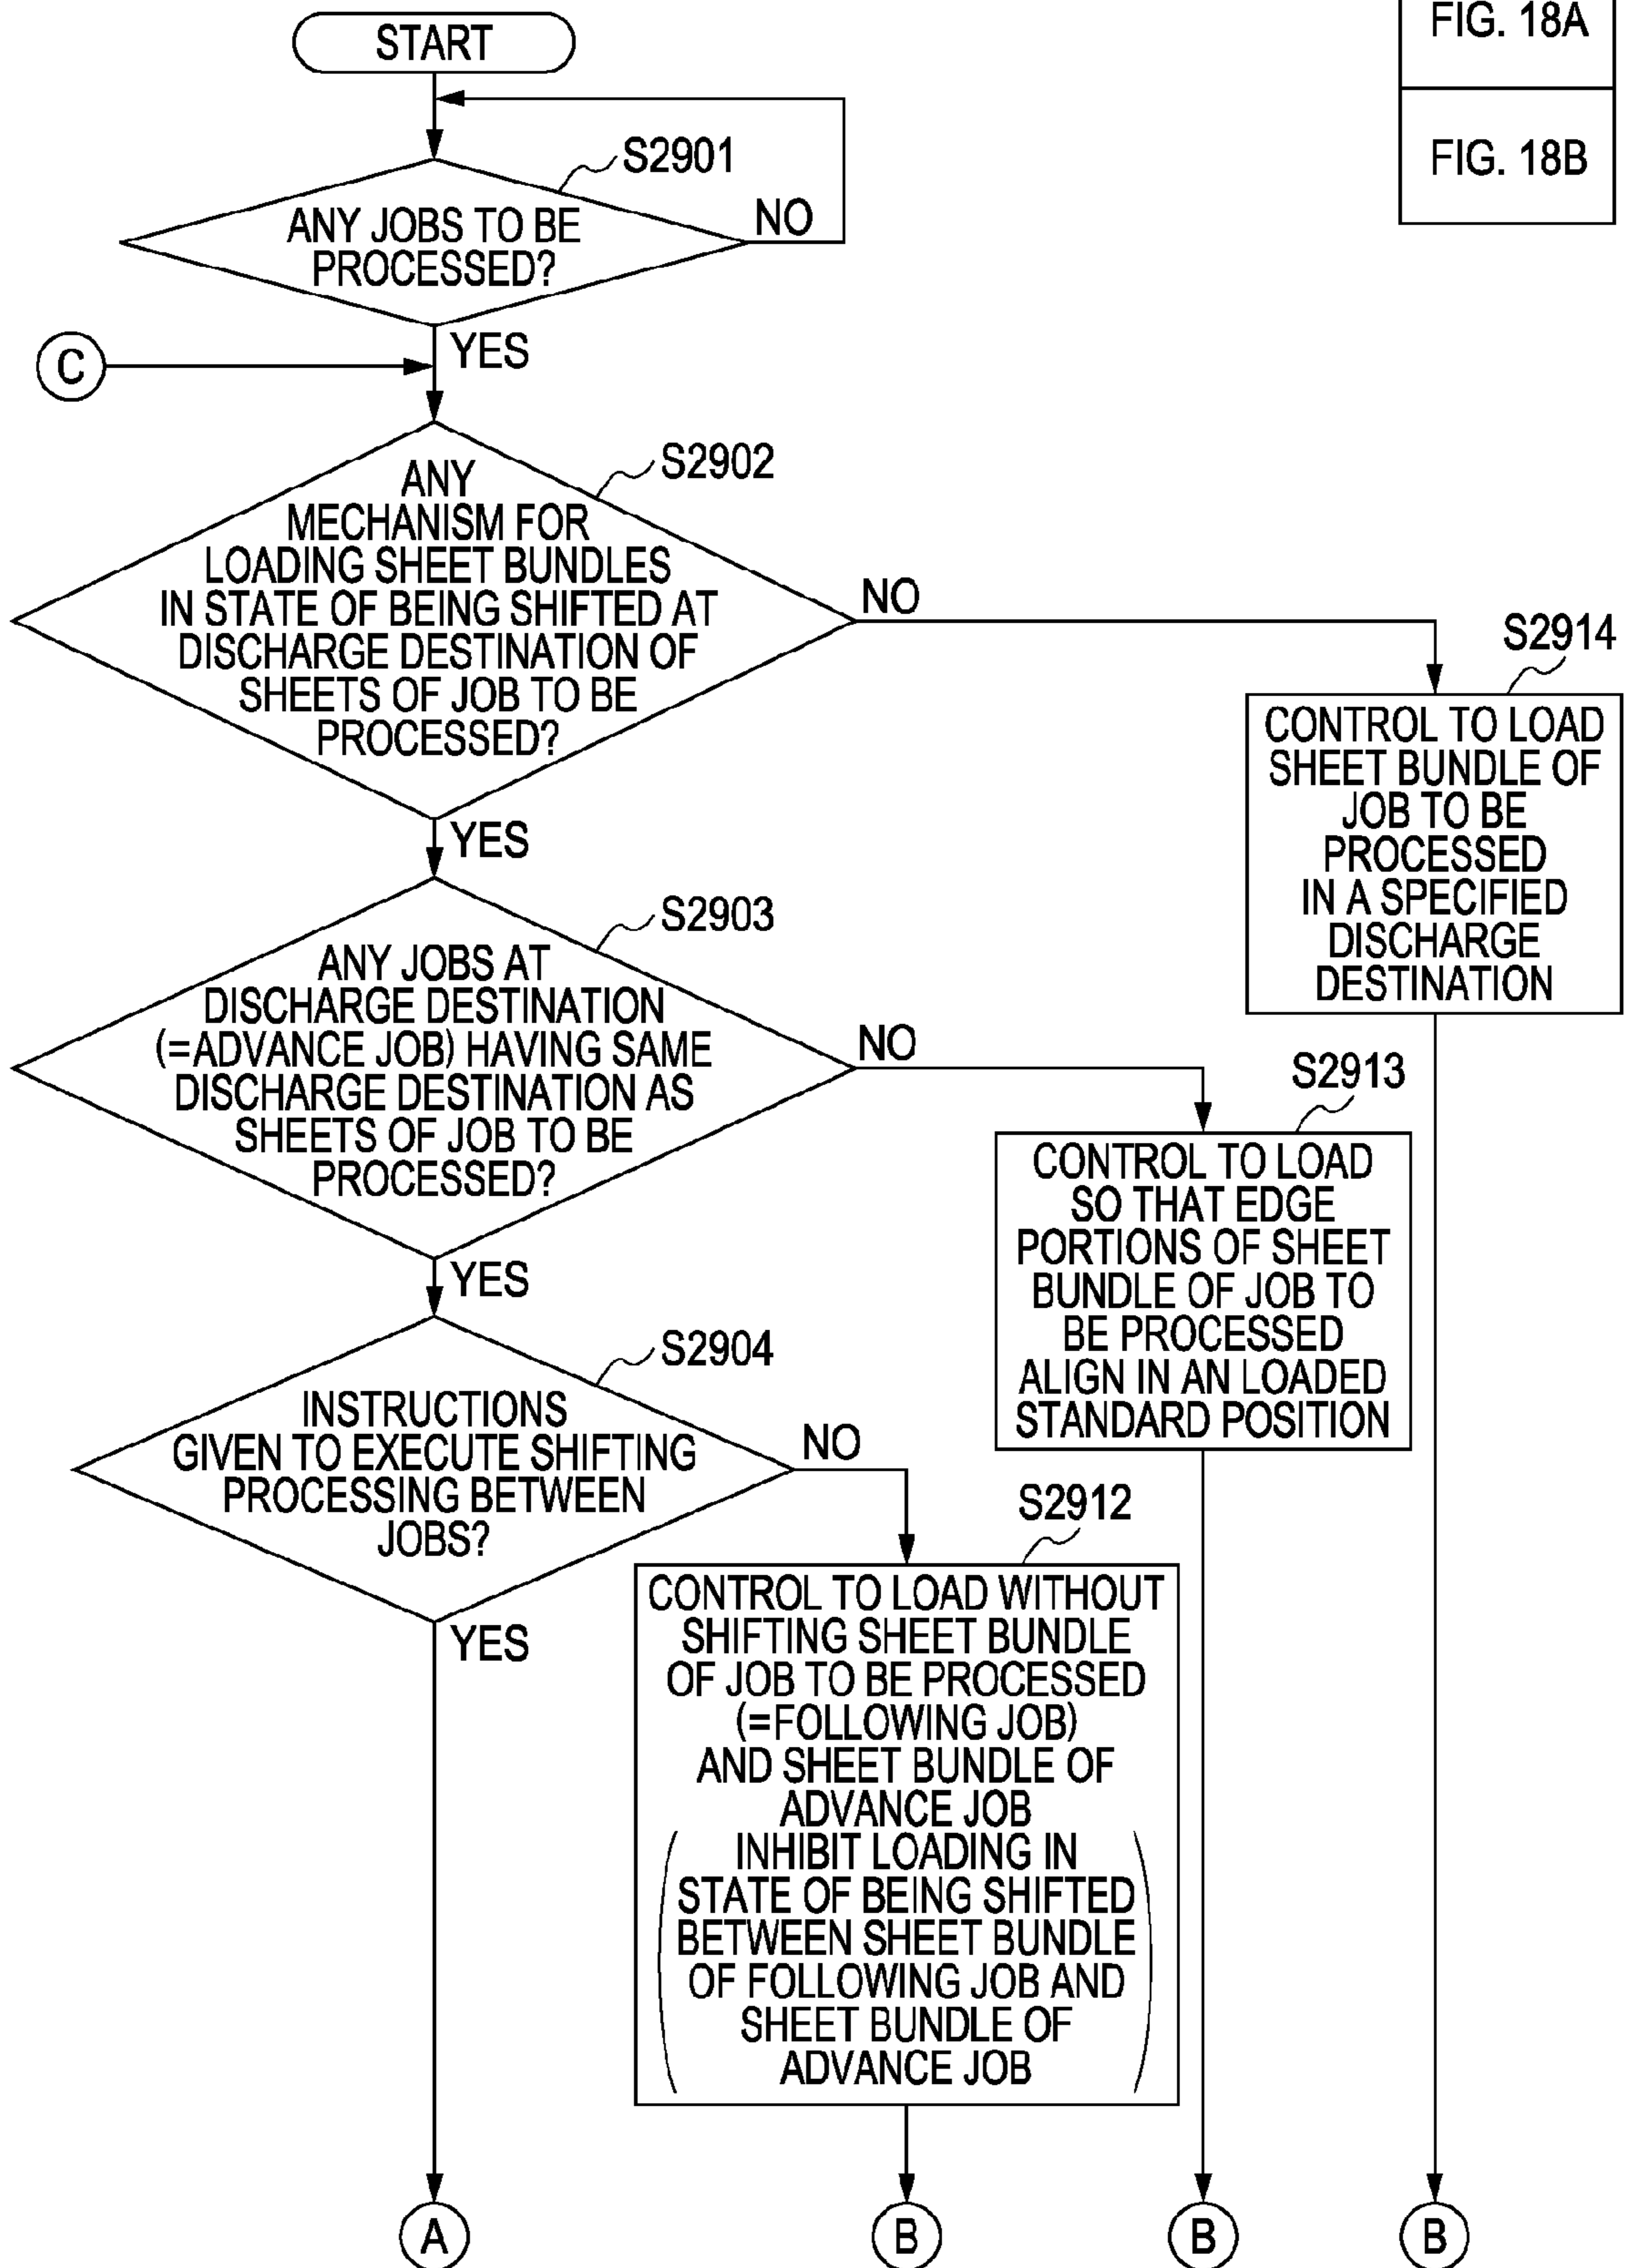 START
FIG. 18A
FIG. 18B
S2901
ANY JOBS TO BE
PROCESSED?
NO
YES
C
S2902
ANY
MECHANISM FOR
LOADING SHEET BUNDLES
IN STATE OF BEING SHIFTED AT
DISCHARGE DESTINATION OF
SHEETS OF JOB TO BE
PROCESSED?
NO
YES
S2914
CONTROL TO LOAD
SHEET BUNDLE OF
JOB TO BE
PROCESSED
IN A SPECIFIED
DISCHARGE
DESTINATION
S2903
ANY JOBS AT
DISCHARGE DESTINATION
(=ADVANCE JOB) HAVING SAME
DISCHARGE DESTINATION AS
SHEETS OF JOB TO BE
PROCESSED?
NO
YES
S2913
CONTROL TO LOAD
SO THAT EDGE
PORTIONS OF SHEET
BUNDLE OF JOB TO
BE PROCESSED
ALIGN IN AN LOADED
STANDARD POSITION
S2904
INSTRUCTIONS
GIVEN TO EXECUTE SHIFTING
PROCESSING BETWEEN
JOBS?
NO
YES
S2912
CONTROL TO LOAD WITHOUT
SHIFTING SHEET BUNDLE
OF JOB TO BE PROCESSED
(=FOLLOWING JOB)
AND SHEET BUNDLE OF
ADVANCE JOB
(INHIBIT LOADING IN
STATE OF BEING SHIFTED
BETWEEN SHEET BUNDLE
OF FOLLOWING JOB AND
SHEET BUNDLE OF
ADVANCE JOB)
A
B
B
B